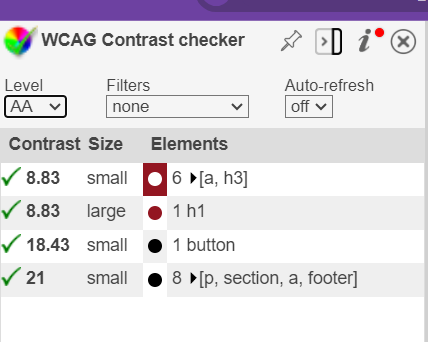 WCAG Contrast checker
Level Filters Auto-refresh
AA none off
Contrast Size Elements
8.83 small 6 [a, h3]
8.83 large 1 h1
18.43 small 1 button
21 small 8 [p, section, a, footer]